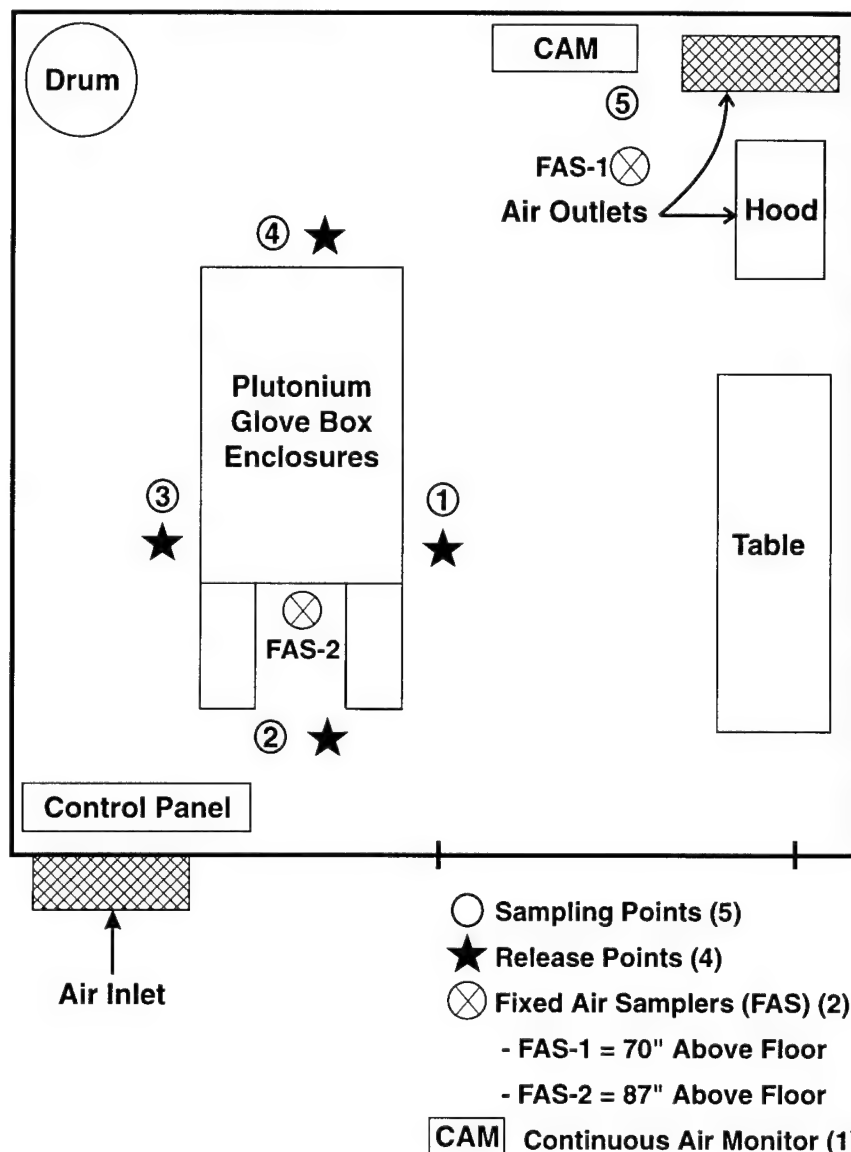 Drum
CAM
⑤
FAS-1
Air Outlets
Hood
④
Plutonium
Glove Box
Enclosures
③
①
Table
FAS-2
②
Control Panel
Air Inlet
Sampling Points (5)
Release Points (4)
Fixed Air Samplers (FAS) (2)
- FAS-1 = 70" Above Floor
- FAS-2 = 87" Above Floor
CAM Continuous Air Monitor (1)